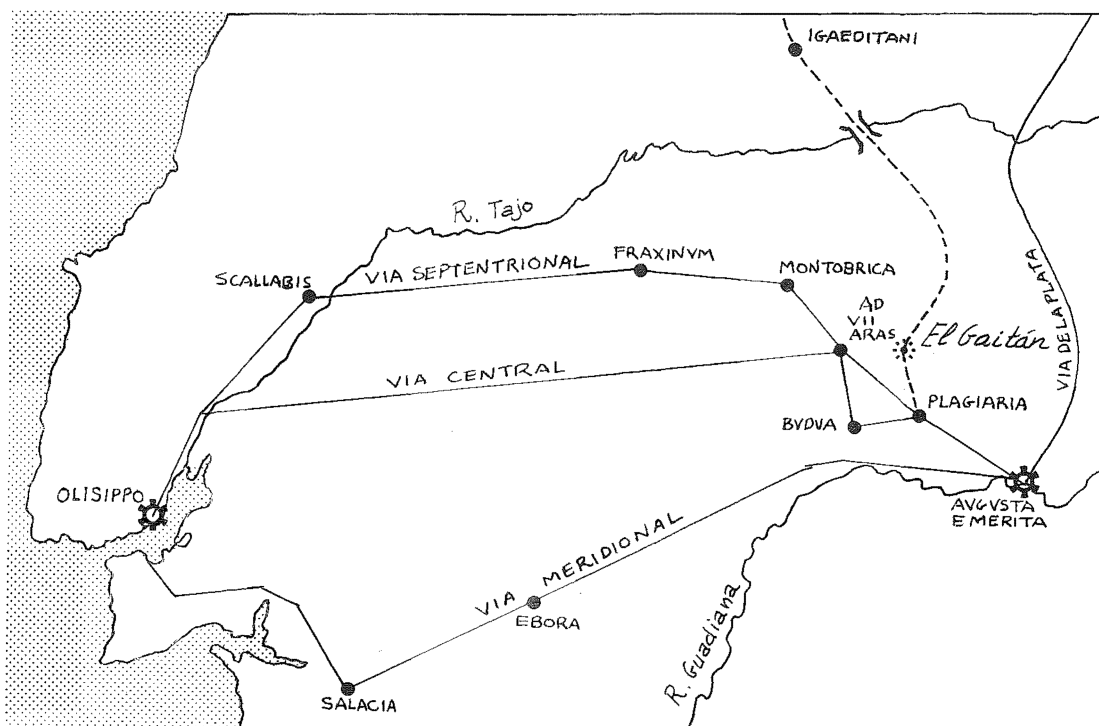 IGAEDITANI
R. Tajo
SCALLABIS
VIA SEPTENTRIONAL
FRAXINVM
MONTOBRICA
AD
VII
ARAS
El Gaitán
VIA DE LA PLATA
VIA CENTRAL
PLAGIARIA
BVDVA
OLISIPPO
AVGVSTA
EMERITA
VIA MERIDIONAL
EBORA
R. Guadiana
SALACIA